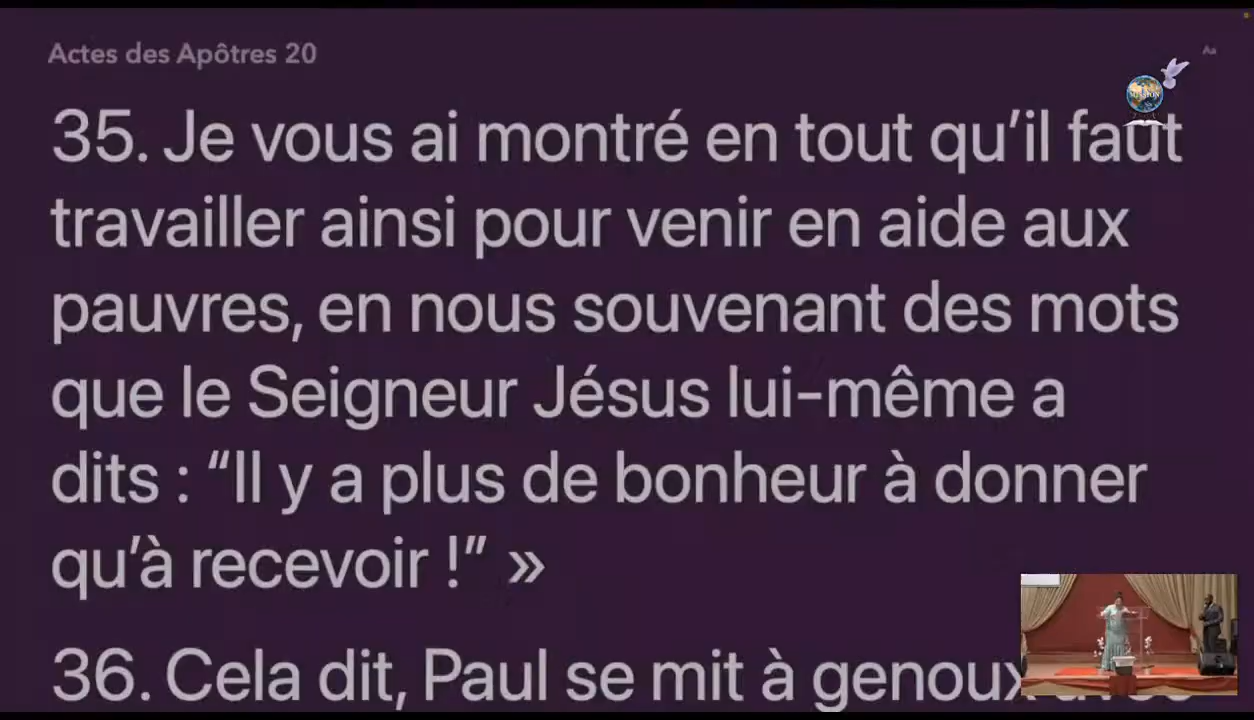 Actes des Apôtres 20
Aa
35. Je vous ai montré en tout qu’il faut
travailler ainsi pour venir en aide aux
pauvres, en nous souvenant des mots
que le Seigneur Jésus lui-même a
dits : “Il y a plus de bonheur à donner
qu’à recevoir !” »
36. Cela dit, Paul se mit à genoux